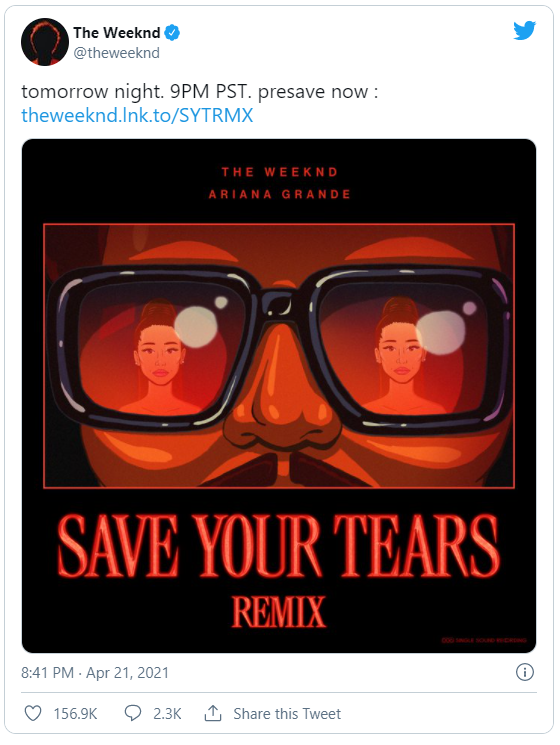 The Weeknd
@theweeknd
tomorrow night. 9PM PST. presave now :
theweeknd.lnk.to/SYTRMX
THE WEEKND
ARIANA GRANDE
SAVE YOUR TEARS
REMIX
8:41 PM · Apr 21, 2021
156.9K 2.3K Share this Tweet